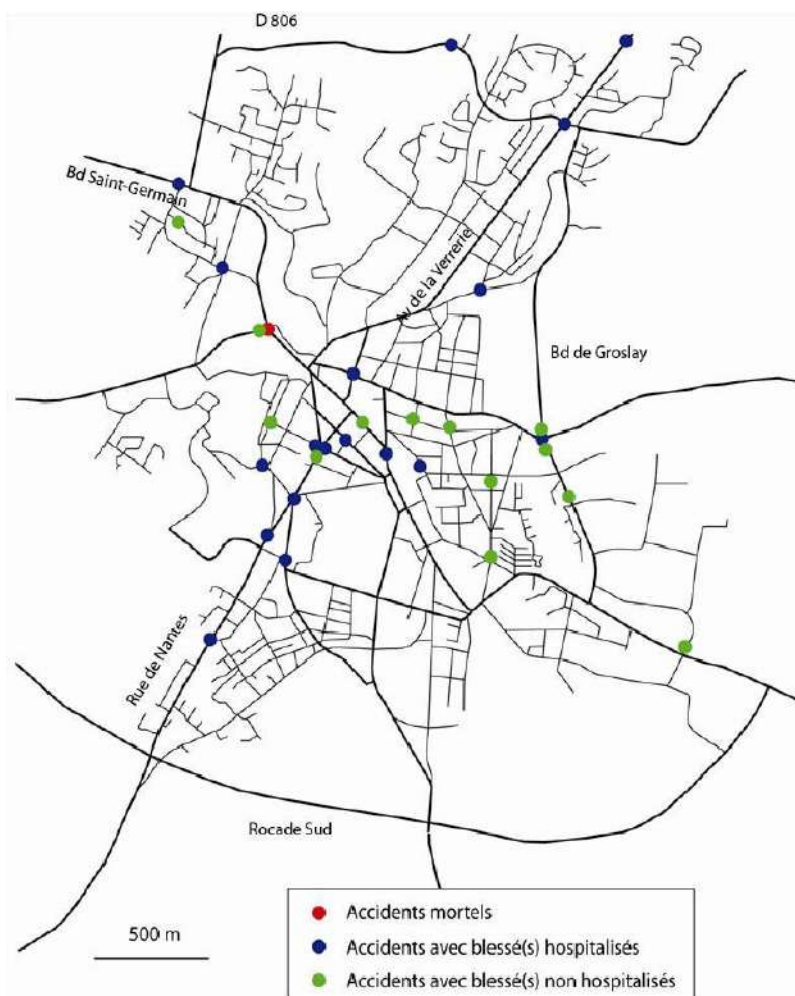 D 806
Bd Saint-Germain
Av de la Verrerie
Bd de Groslay
Rue de Nantes
Rocade Sud
500 m
Accidents mortels
Accidents avec blessé(s) hospitalisés
Accidents avec blessé(s) non hospitalisés